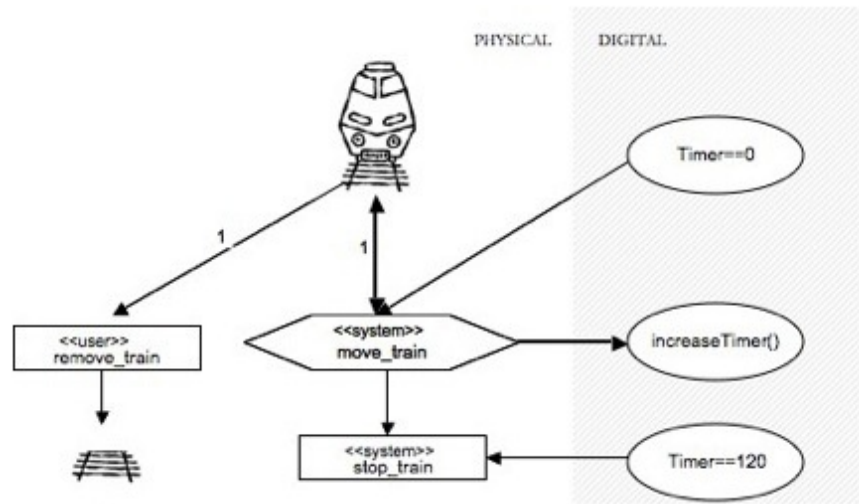 PHYSICAL
DIGITAL
Timer==0
1
1
<<user>>
remove_train
<<system>>
move_train
increaseTimer()
<<system>>
stop_train
Timer==120